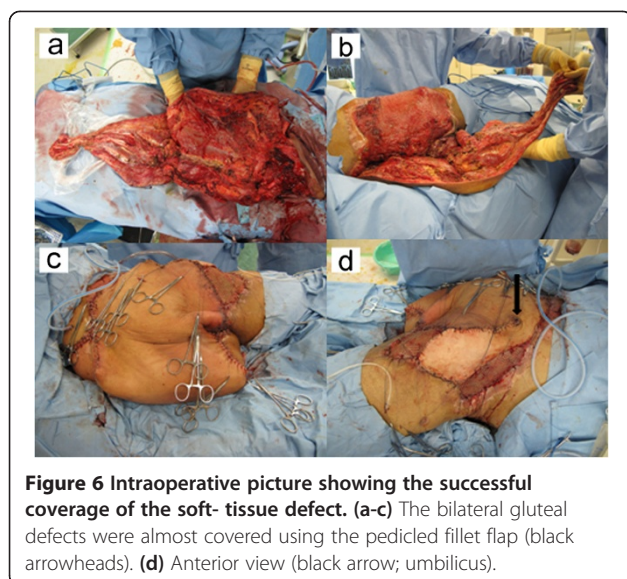 a
b
c
d
Figure 6 Intraoperative picture showing the successful
coverage of the soft- tissue defect. (a-c) The bilateral gluteal
defects were almost covered using the pedicled fillet flap (black
arrowheads). (d) Anterior view (black arrow; umbilicus).